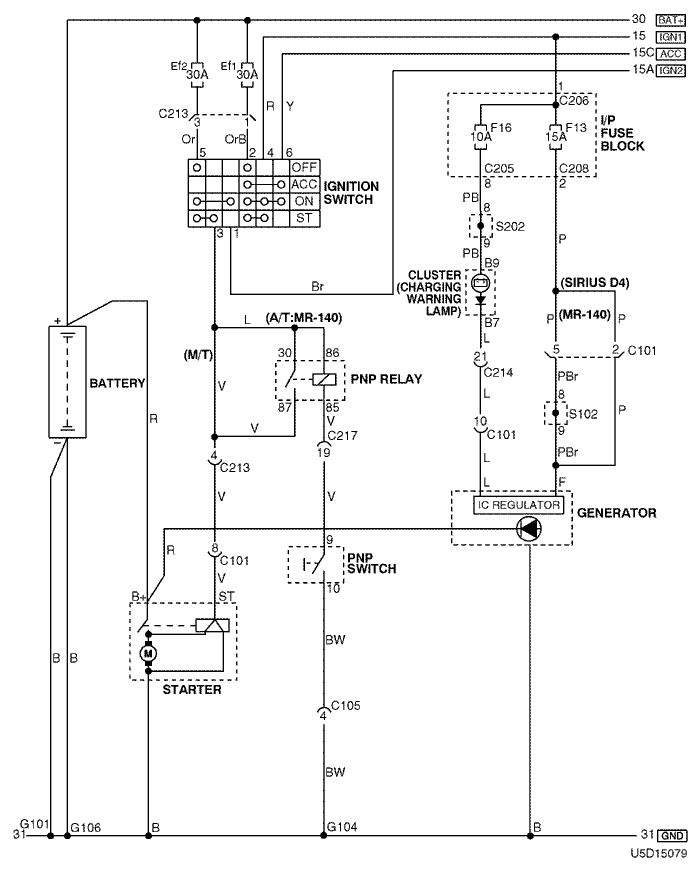 30 BAT+
15 IGN1
15C ACC
15A IGN2
Ef2 30A
Ef1 30A
R Y
C213
3 1
Or OrB
5 2 4 6
OFF
ACC
ON
ST
IGNITION
SWITCH
3 1
1
C206
F16
10A
F13
15A
I/P
FUSE
BLOCK
C205 C208
8 2
PB
8
S202
9
PB
P
B9
CLUSTER
(CHARGING
WARNING
LAMP)
B7
Br
(SIRIUS D4)
(MR-140)
P P
L (A/T:MR-140)
(M/T)
30 86
PNP RELAY
87 85
V
V
V
C217
19
L
21
C214
L
10
C101
L
L
5 2 C101
PBr
8
S102
9
P
PBr
F
+
BATTERY
-
R
4
C213
V
V
IC REGULATOR
GENERATOR
R
8
C101
V
9
PNP
SWITCH
10
B+ ST
M
STARTER
BW
B B
C105
4
BW
G101
31
G106
B
G104
B
31 GND
U5D15079